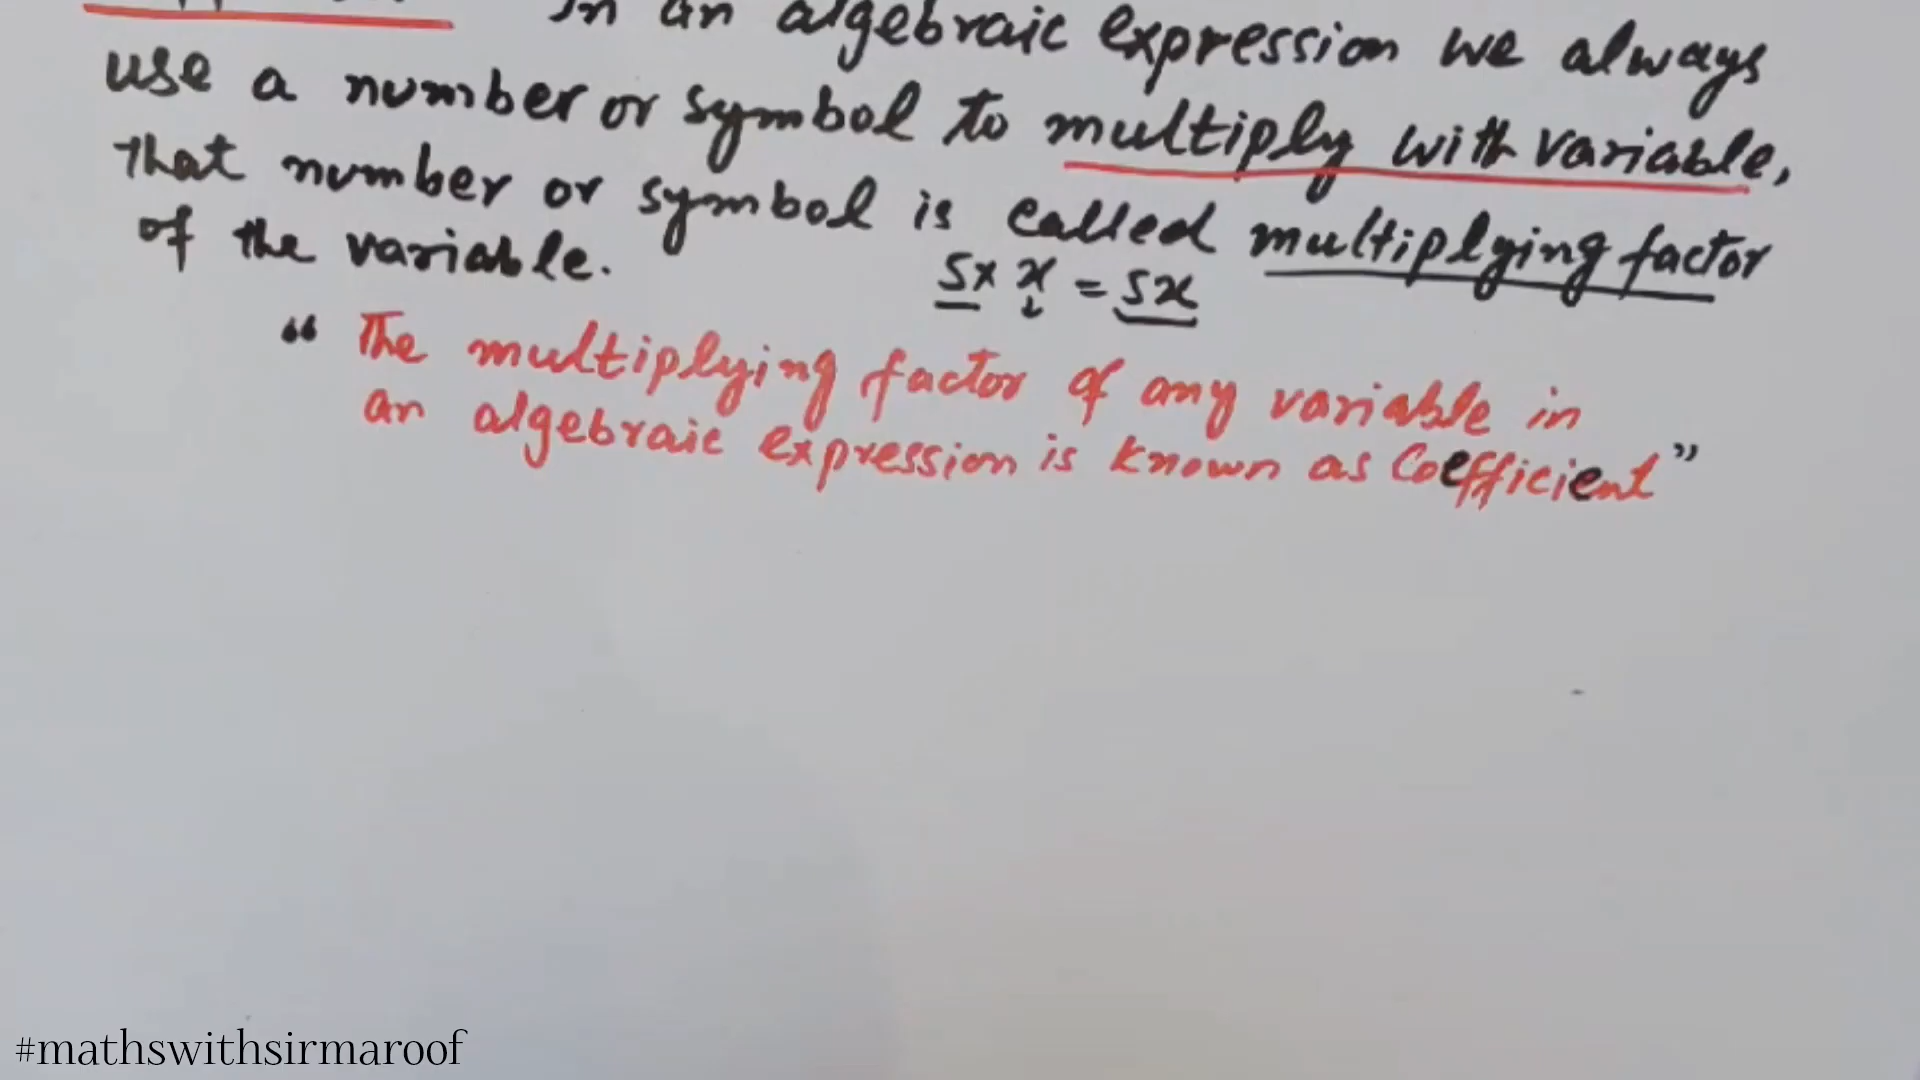 In an algebraic expression we always
use a number or symbol to multiply with variable,
that number or symbol is called multiplying factor
of the variable.
5 x x = 5x
“ The multiplying factor of any variable in
an algebraic expression is known as Coefficient”
#mathswithsirmaroof